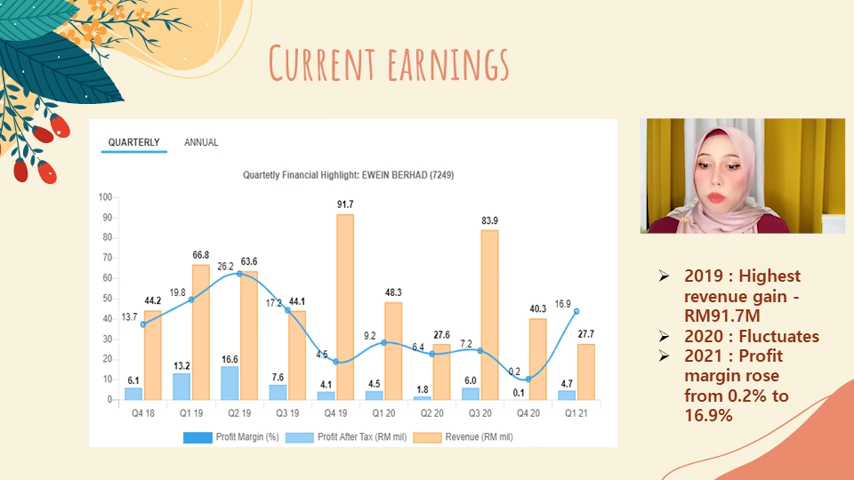 CURRENT EARNINGS
QUARTERLY ANNUAL
Quartetly Financial Highlight: EWEIN BERHAD (7249)
100
90
80
70
60
50
40
30
20
10
0
13.7 19.8 26.2 17.2 4.5 9.2 6.4 7.2 0.2 16.9
44.2 66.8 63.6 44.1 91.7 48.3 27.6 83.9 40.3 27.7
6.1 13.2 16.6 7.6 4.1 4.5 1.8 6.0 0.1 4.7
Q4 18 Q1 19 Q2 19 Q3 19 Q4 19 Q1 20 Q2 20 Q3 20 Q4 20 Q1 21
Profit Margin (%) Profit After Tax (RM mil) Revenue (RM mil)
2019 : Highest
revenue gain -
RM91.7M
2020 : Fluctuates
2021 : Profit
margin rose
from 0.2% to
16.9%